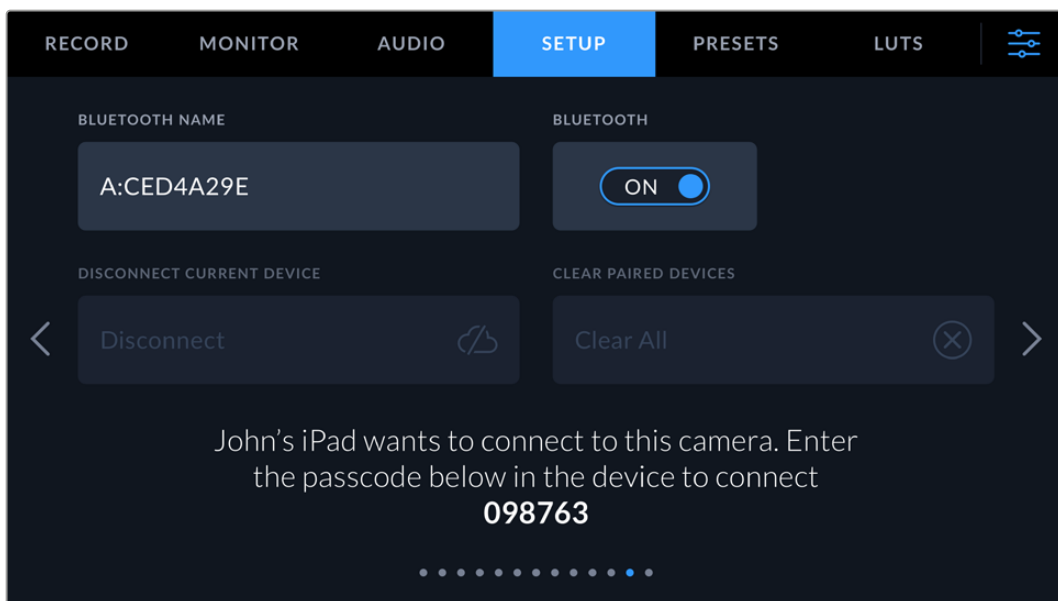 RECORD MONITOR AUDIO SETUP PRESETS LUTS
BLUETOOTH NAME BLUETOOTH
A:CED4A29E ON
DISCONNECT CURRENT DEVICE CLEAR PAIRED DEVICES
Disconnect Clear All
John’s iPad wants to connect to this camera. Enter
the passcode below in the device to connect
098763